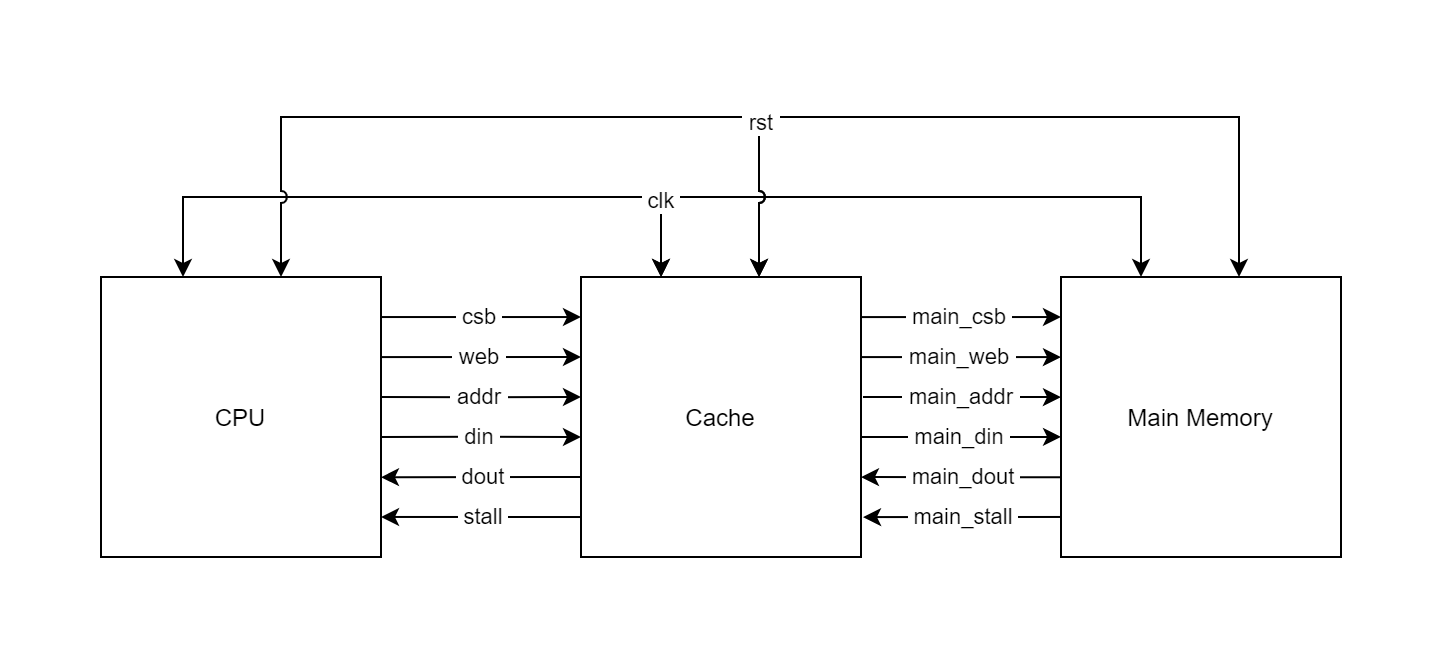 rst
clk
csb
main_csb
web
main_web
addr
main_addr
CPU
Cache
Main Memory
din
main_din
dout
main_dout
stall
main_stall